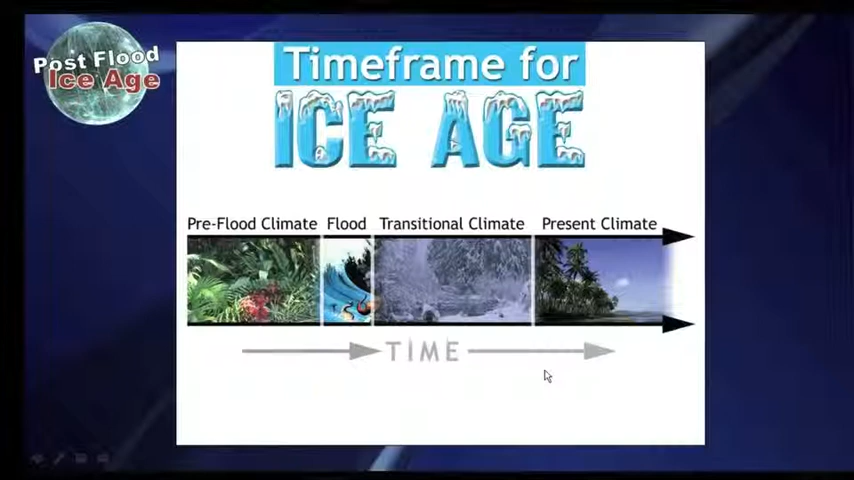 Post Flood
Ice Age
Timeframe for
ICE AGE
Pre-Flood Climate Flood Transitional Climate Present Climate
TIME